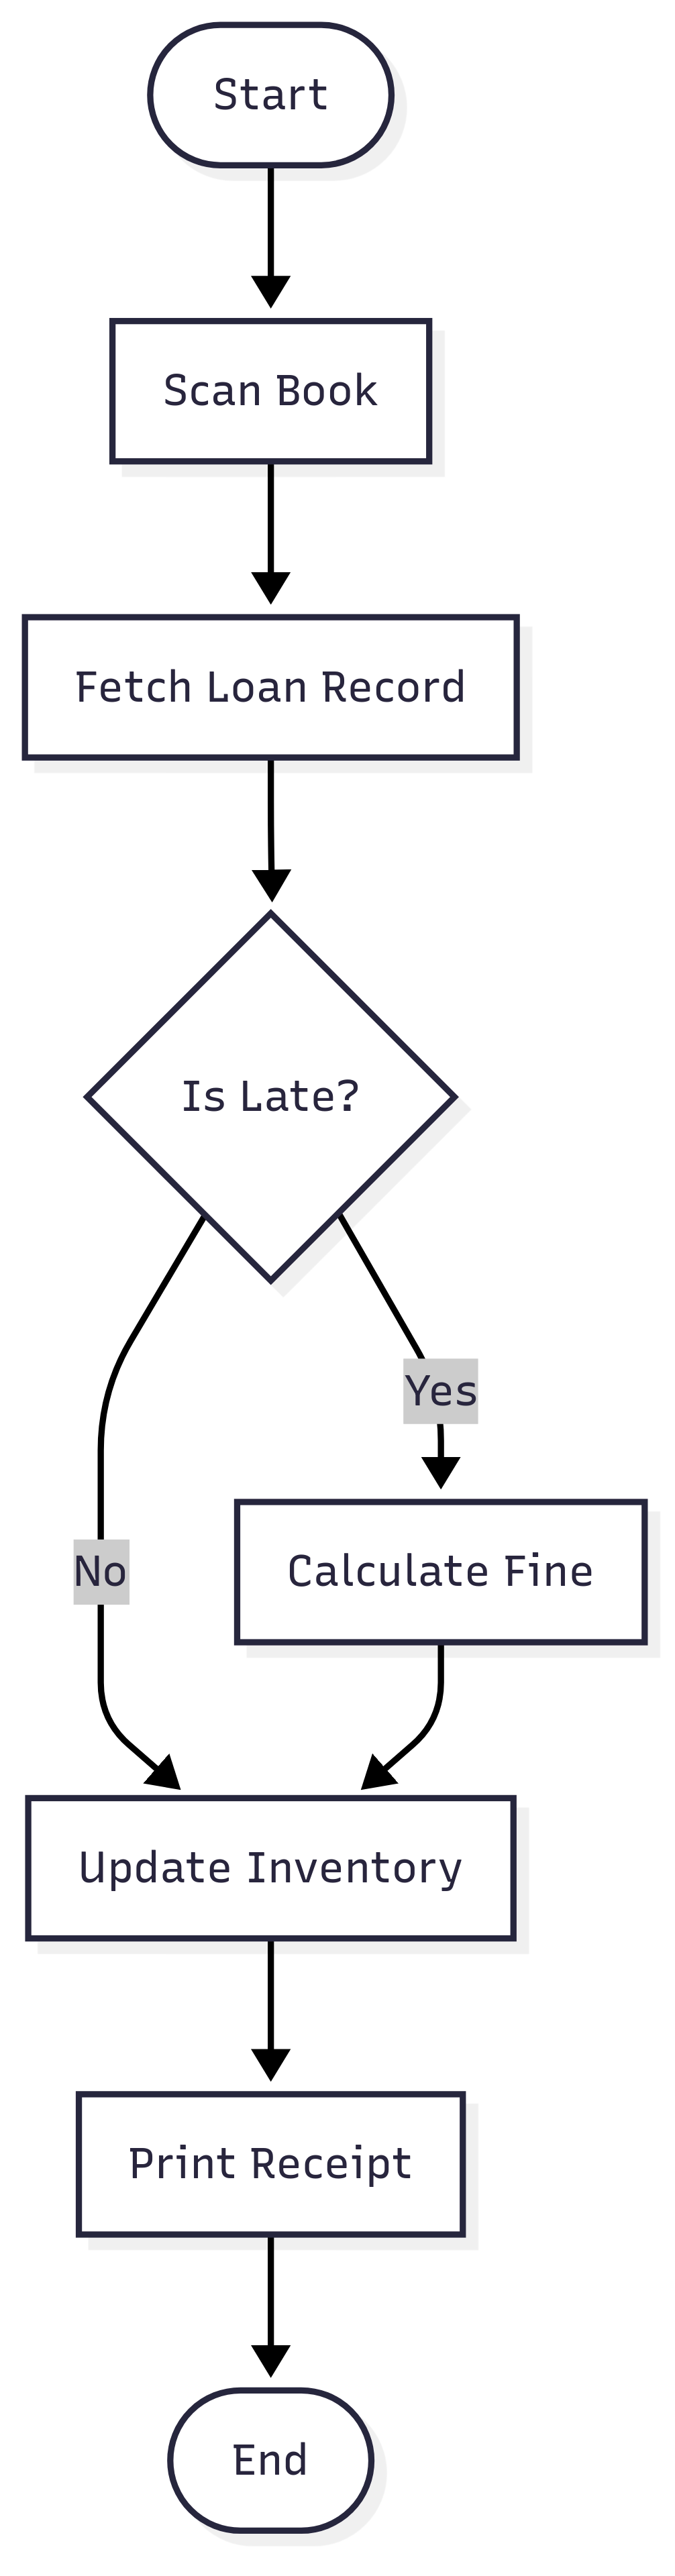 Start
Scan Book
Fetch Loan Record
Is Late?
Yes
No
Calculate Fine
Update Inventory
Print Receipt
End